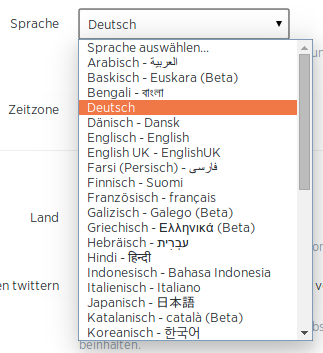 Sprache
Deutsch
Sprache auswählen...
Arabisch - العربية
Baskisch - Euskara (Beta)
Bengali - বাংলা
Deutsch
Dänisch - Dansk
Englisch - English
English UK - EnglishUK
Farsi (Persisch) - فارسی
Finnisch - Suomi
Französisch - français
Galizisch - Galego (Beta)
Griechisch - Ελληνικά (Beta)
Hebräisch - עִבְרִית
Hindi - हिन्दी
Indonesisch - Bahasa Indonesia
Italienisch - Italiano
Japanisch - 日本語
Katalanisch - català (Beta)
Koreanisch - 한국어
Zeitzone
Land
en twittern
beinhalten.